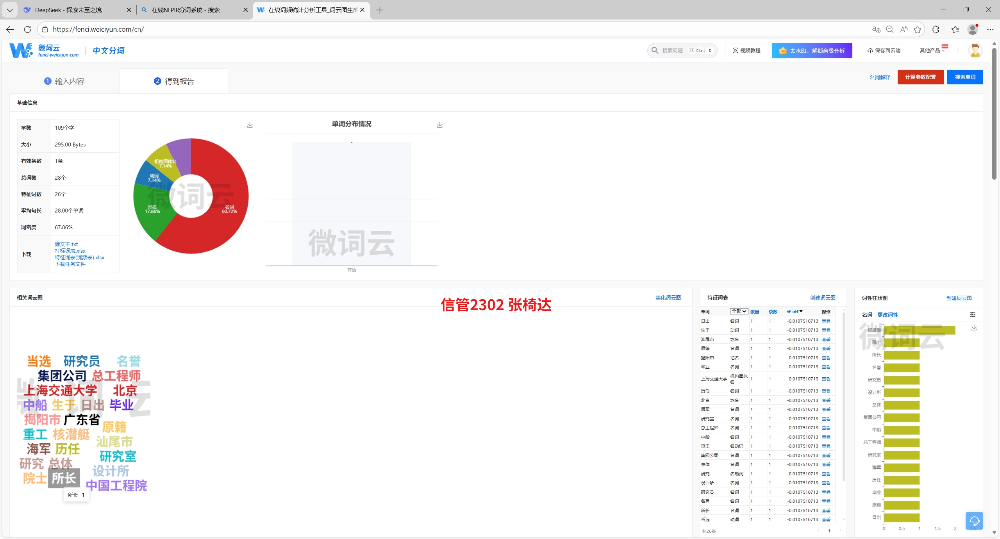 DeepSeek - 探索未至之境
在线NLPIR分词系统 - 搜索
在线词频统计分析工具_词云图生成
https://fenci.weiciyun.com/cn/
微词云
fenci.weiciyun.com
中文分词
搜索问题 ⌘ Ctrl K
视频教程
去水印，解锁高级分析
保存到云端
其他产品
new
1 输入内容
2 得到报告
名词解释
计算参数配置
搜索单词
基础信息
字数 109个字
大小 295.00 Bytes
有效条数 1条
总词数 28个
特征词数 26个
平均句长 28.00个单词
词密度 67.86%
下载
源文本.txt
打标词表.xlsx
特征词表(词频表).xlsx
下载任务文件
机构团体名
7.14%
动词
7.14%
地名
17.86%
名词
60.72%
微词云
单词分布情况
微词云
开始
相关词云图
美化词云图
信管2302 张椅达
当选 研究员 名誉
集团公司 总工程师
上海交通大学 北京
中船 生于 日出 毕业
揭阳市 广东省 原籍
重工 核潜艇 汕尾市
海军 历任 研究室
研究 总体 设计所
院士 所长 中国工程院
微词云
所长 1
特征词表
创建词云图
单词 全部 数量 条数 tf-idf 操作
日出 名词 1 1 -0.0107510713 查看
生于 动词 1 1 -0.0107510713 查看
汕尾市 地名 1 1 -0.0107510713 查看
原籍 名词 1 1 -0.0107510713 查看
揭阳市 地名 1 1 -0.0107510713 查看
毕业 名词 1 1 -0.0107510713 查看
上海交通大学 机构团体名 1 1 -0.0107510713 查看
历任 名词 1 1 -0.0107510713 查看
北京 地名 1 1 -0.0107510713 查看
海军 名词 1 1 -0.0107510713 查看
研究室 名词 1 1 -0.0107510713 查看
总工程师 名词 1 1 -0.0107510713 查看
中船 名词 1 1 -0.0107510713 查看
重工 名动词 1 1 -0.0107510713 查看
集团公司 名词 1 1 -0.0107510713 查看
总体 名词 1 1 -0.0107510713 查看
研究 名动词 1 1 -0.0107510713 查看
设计所 名词 1 1 -0.0107510713 查看
研究员 名词 1 1 -0.0107510713 查看
名誉 名词 1 1 -0.0107510713 查看
所长 名词 1 1 -0.0107510713 查看
当选 动词 1 1 -0.0107510713 查看
共26条
1
词性柱状图
创建词云图
名词 更改词性
微词云
核潜艇
院士
所长
名誉
研究员
设计所
总体
集团公司
中船
总工程师
研究室
海军
历任
毕业
原籍
日出
0 0.5 1 1.5 2 2.5